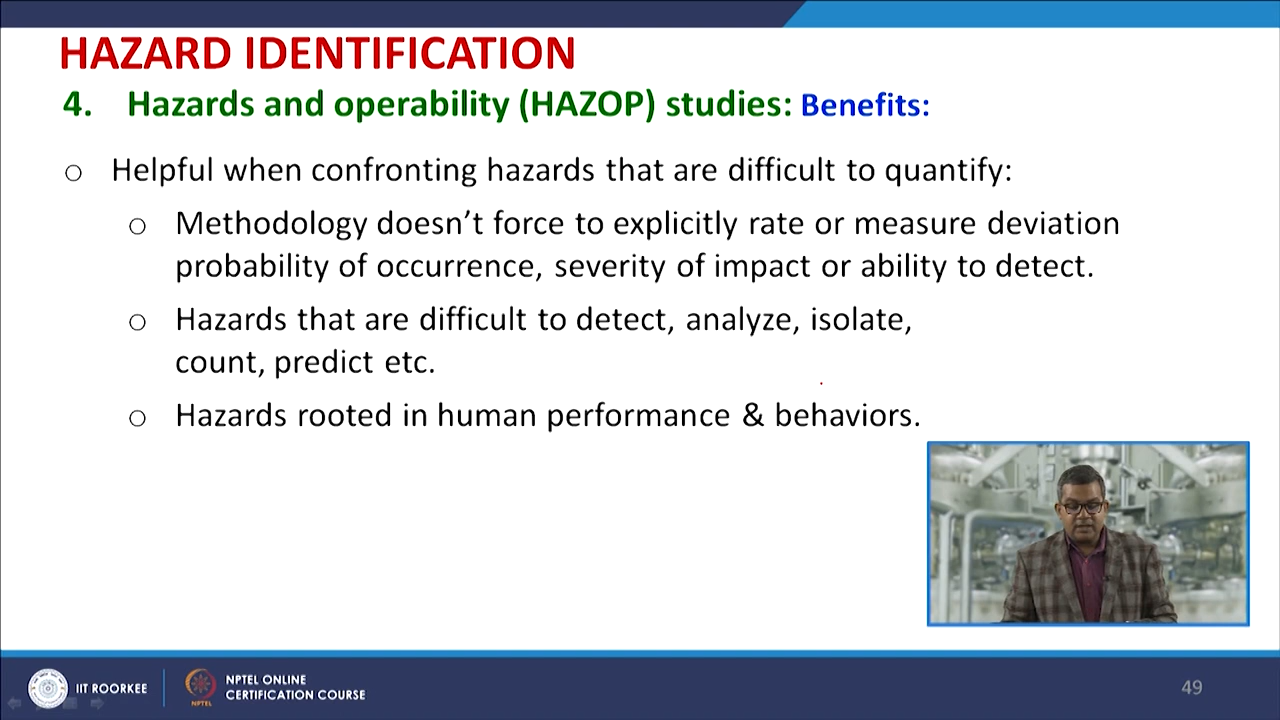 HAZARD IDENTIFICATION
4. Hazards and operability (HAZOP) studies: Benefits:
o Helpful when confronting hazards that are difficult to quantify:
o Methodology doesn’t force to explicitly rate or measure deviation
probability of occurrence, severity of impact or ability to detect.
o Hazards that are difficult to detect, analyze, isolate,
count, predict etc.
o Hazards rooted in human performance & behaviors.
IIT ROORKEE
NPTEL
NPTEL ONLINE
CERTIFICATION COURSE
49